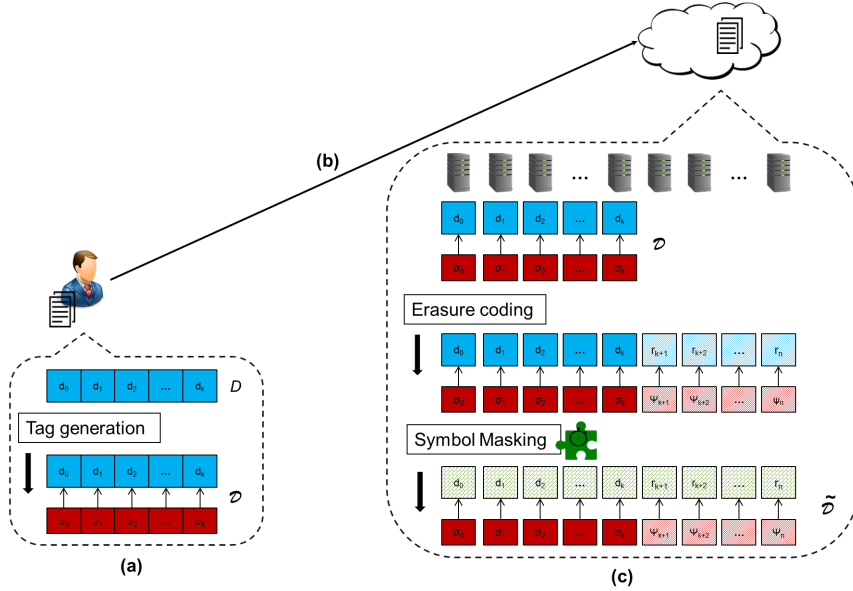 (b)
...
...
d₀ d₁ d₂ ... dₖ
𝒟
σ₀ σ₁ σ₂ ... σₖ
Erasure coding
d₀ d₁ d₂ ... dₖ rₖ₊₁ rₖ₊₂ ... rₙ
σ₀ σ₁ σ₂ ... σₖ Ψₖ₊₁ Ψₖ₊₂ ... Ψₙ
Symbol Masking
d₀ d₁ d₂ ... dₖ rₖ₊₁ rₖ₊₂ ... rₙ
𝒟̃
σ₀ σ₁ σ₂ ... σₖ Ψₖ₊₁ Ψₖ₊₂ ... Ψₙ
(c)
d₀ d₁ d₂ ... dₖ D
Tag generation
d₀ d₁ d₂ ... dₖ
𝒟
σ₀ σ₁ σ₂ ... σₖ
(a)